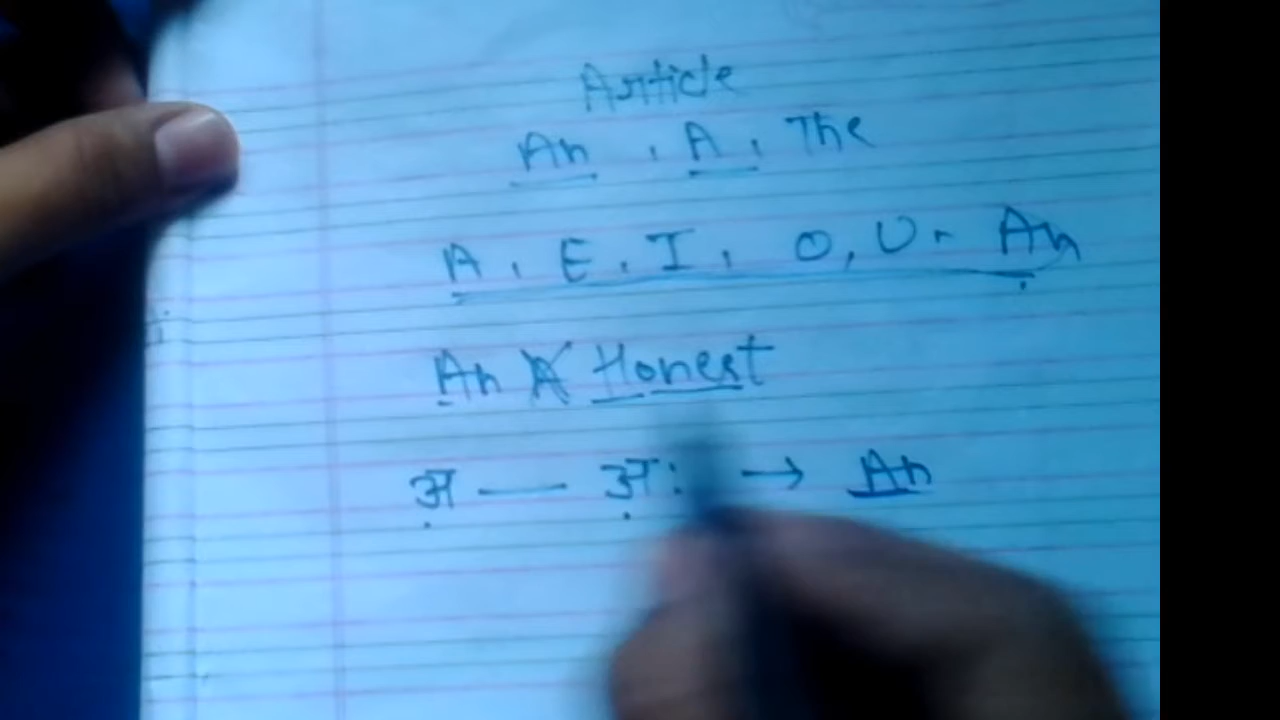 Article
An , A , The
A , E , I , O , U - An
An A Honest
अ — अः → An